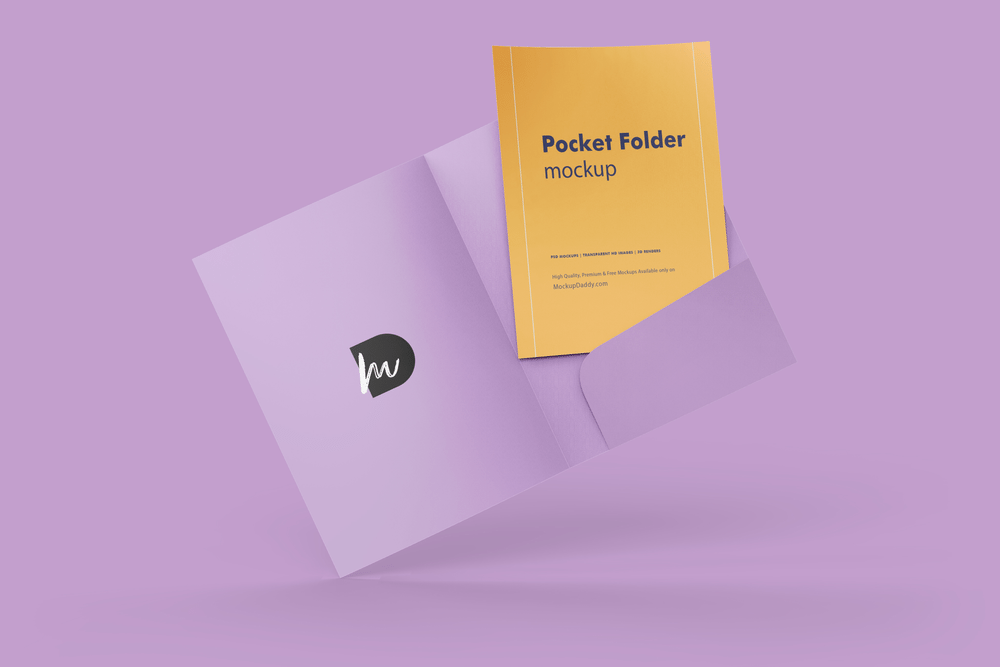 Pocket Folder
mockup
PSD MOCKUPS | TRANSPARENT HD IMAGES | 3D RENDERS
High Quality, Premium & Free Mockups Available only on
MockupDaddy.com
m